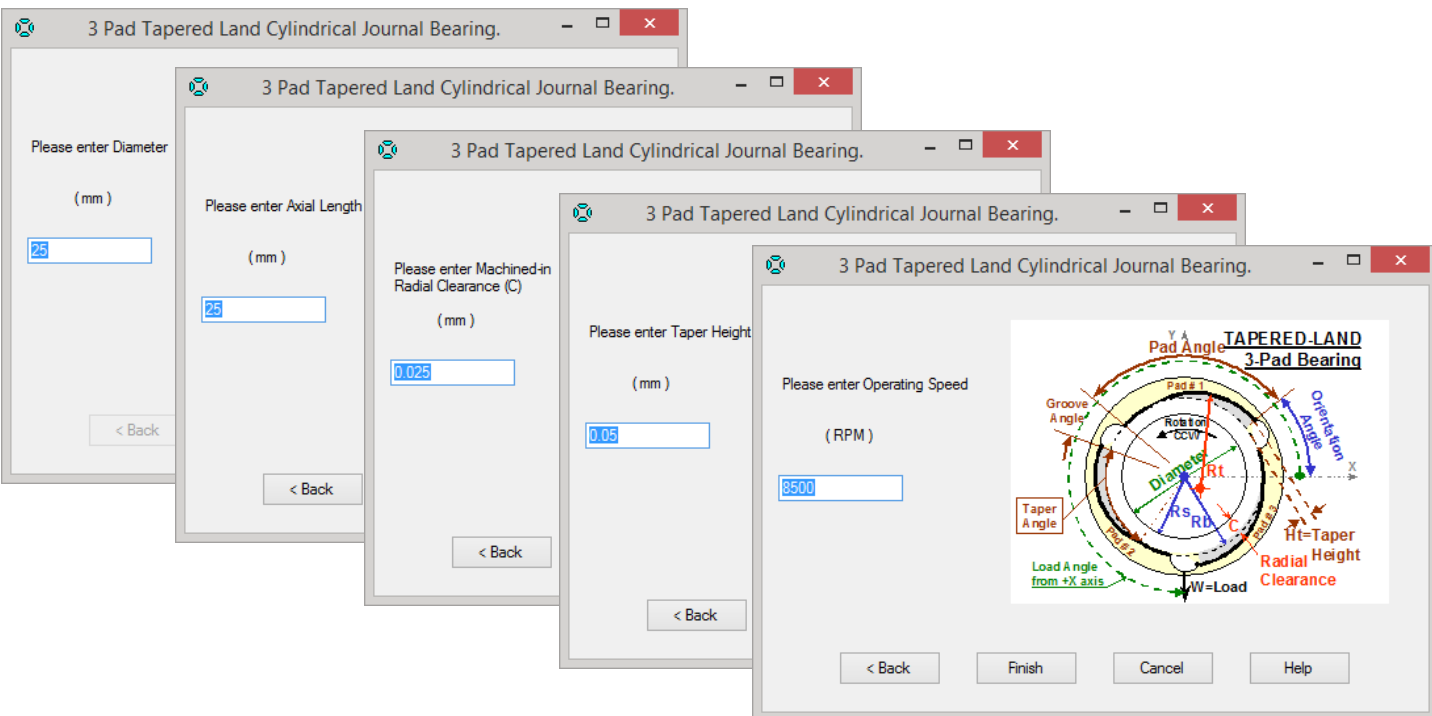 3 Pad Tapered Land Cylindrical Journal Bearing.
Please enter Diameter
( mm )
25
< Back
3 Pad Tapered Land Cylindrical Journal Bearing.
Please enter Axial Length
( mm )
25
< Back
3 Pad Tapered Land Cylindrical Journal Bearing.
Please enter Machined-in
Radial Clearance (C)
( mm )
0.025
< Back
3 Pad Tapered Land Cylindrical Journal Bearing.
Please enter Taper Height
( mm )
0.05
< Back
3 Pad Tapered Land Cylindrical Journal Bearing.
Please enter Operating Speed
( RPM )
8500
TAPERED-LAND
3-Pad Bearing
Y
Pad Angle
Pad # 1
Groove
Angle
Rotation
CCW
Orientation
Angle
X
Diameter
Rt
Rs
Rb
C
Taper
Angle
Pad # 2
Pad # 3
Ht=Taper
Height
Radial
Clearance
Load Angle
from +X axis
W=Load
< Back
Finish
Cancel
Help